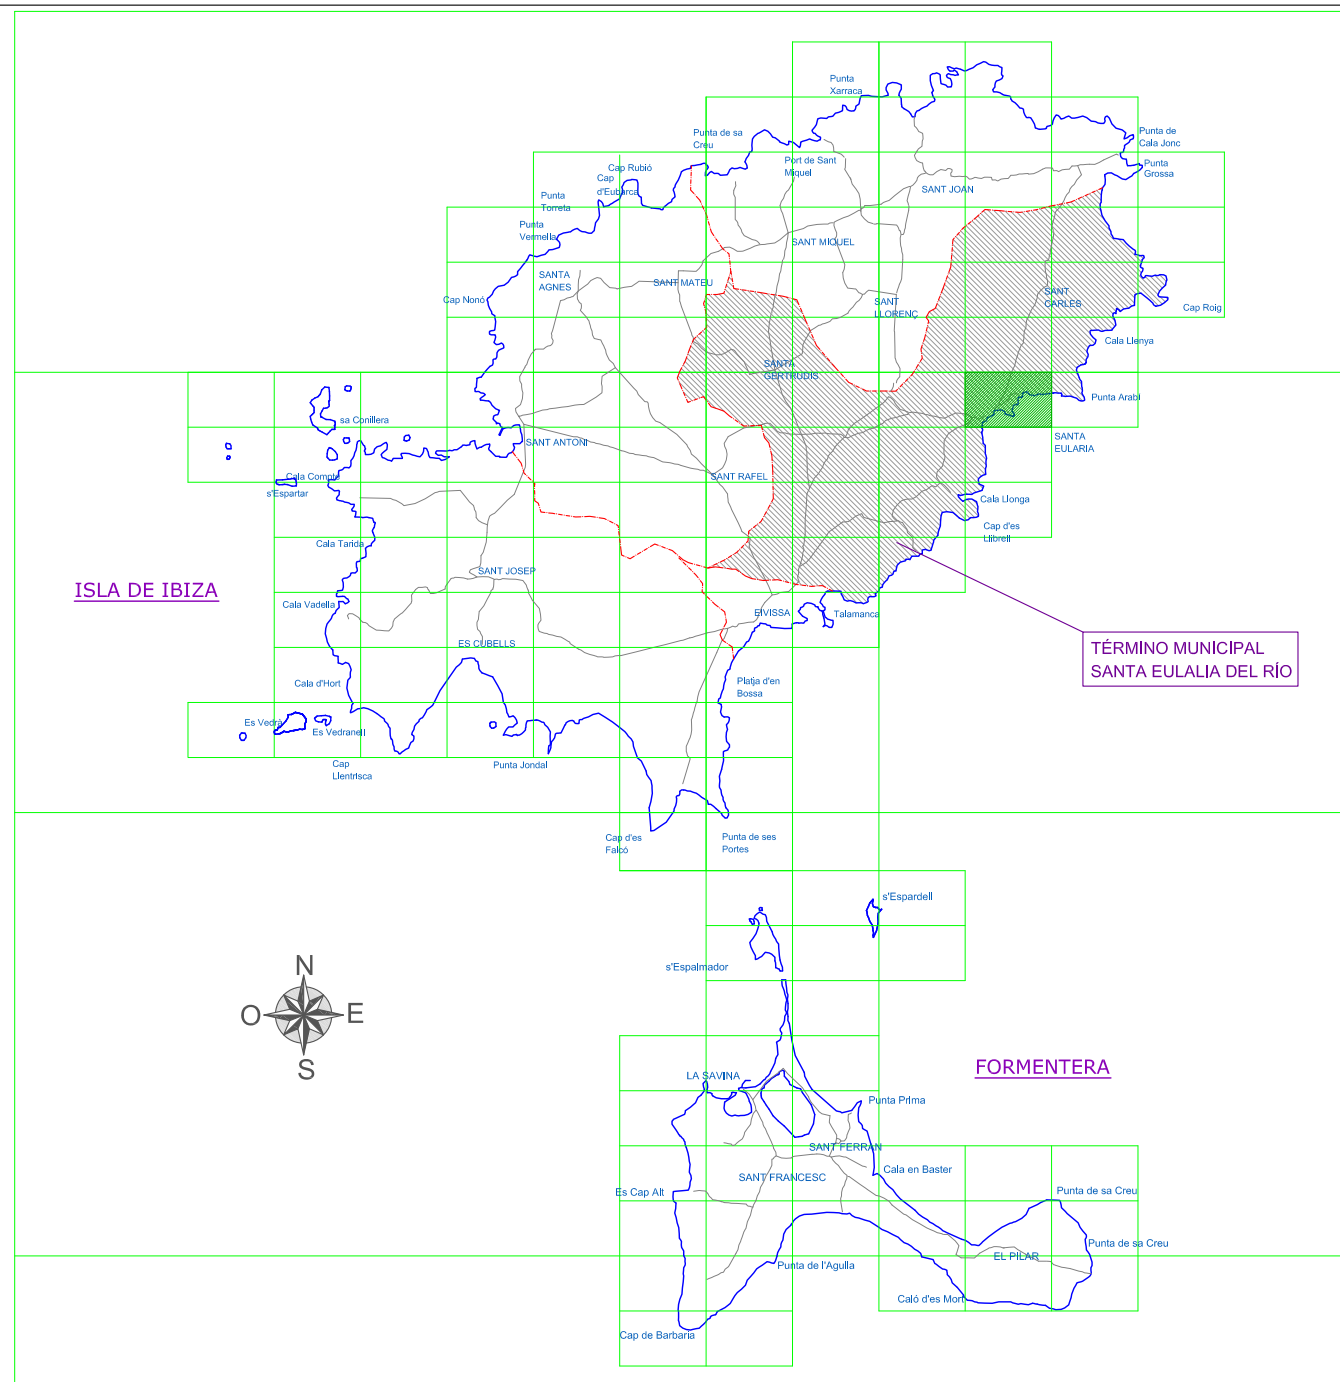 Punta
Xarraca
Punta de sa
Creu
Punta de
Cala Jonc
Port de Sant
Miquel
Punta
Grossa
Cap Rubió
Cap
d'Eubarca
SANT JOAN
Punta
Torreta
Punta
Vermella
SANT MIQUEL
SANTA
AGNES
SANT MATEU
Cap Nonó
SANT
LLORENÇ
SANT
CARLES
Cap Roig
Cala Llenya
SANTA
GERTRUDIS
Punta Arabí
sa Conillera
SANT ANTONI
SANTA
EULARIA
Cala Compte
SANT RAFEL
s'Espartar
Cala Llonga
Cap d'es
Llibrell
Cala Tarida
SANT JOSEP
ISLA DE IBIZA
Cala Vadella
EIVISSA
Talamanca
ES CUBELLS
TÉRMINO MUNICIPAL
SANTA EULALIA DEL RÍO
Cala d'Hort
Platja d'en
Bossa
Es Vedrà
Es Vedranell
Cap
Llentrisca
Punta Jondal
Cap d'es
Falcó
Punta de ses
Portes
s'Espardell
s'Espalmador
N
O
E
S
FORMENTERA
LA SAVINA
Punta Prima
SANT FERRAN
Cala en Baster
SANT FRANCESC
Es Cap Alt
Punta de sa Creu
Punta de sa Creu
EL PILAR
Punta de l'Agulla
Caló d'es Mort
Cap de Barbaria